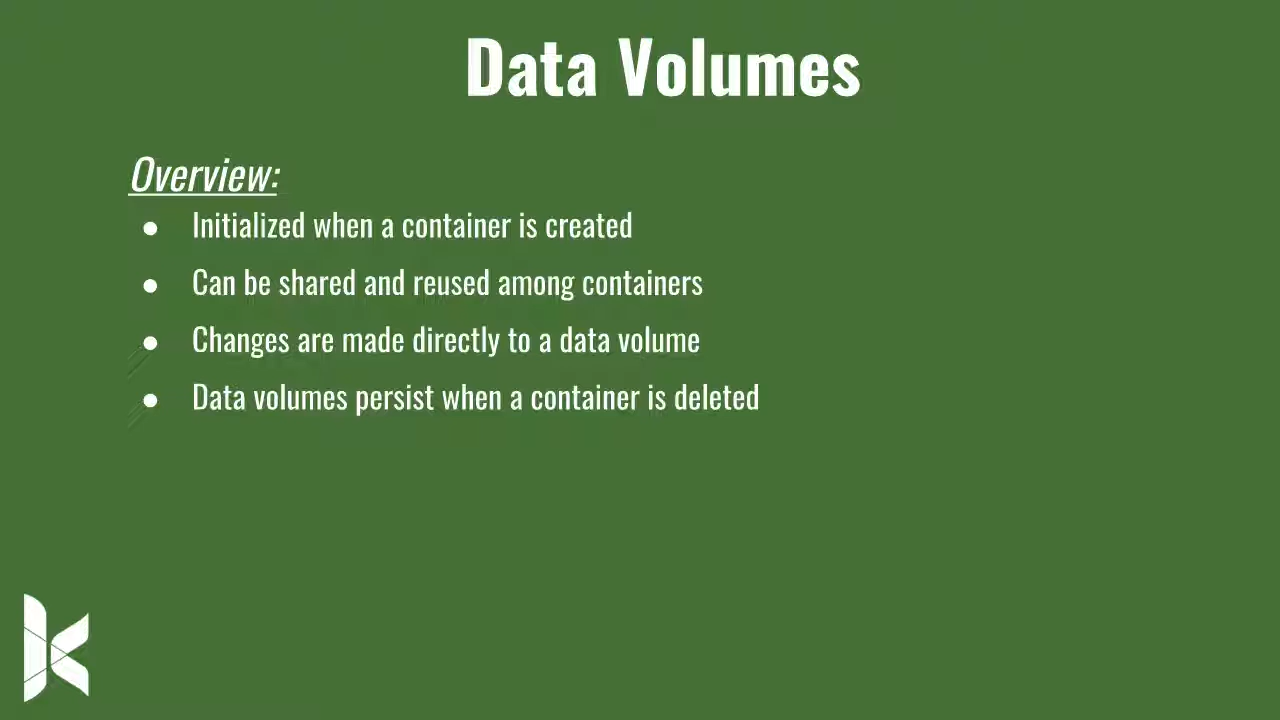 Data Volumes
Overview:
● Initialized when a container is created
● Can be shared and reused among containers
● Changes are made directly to a data volume
● Data volumes persist when a container is deleted